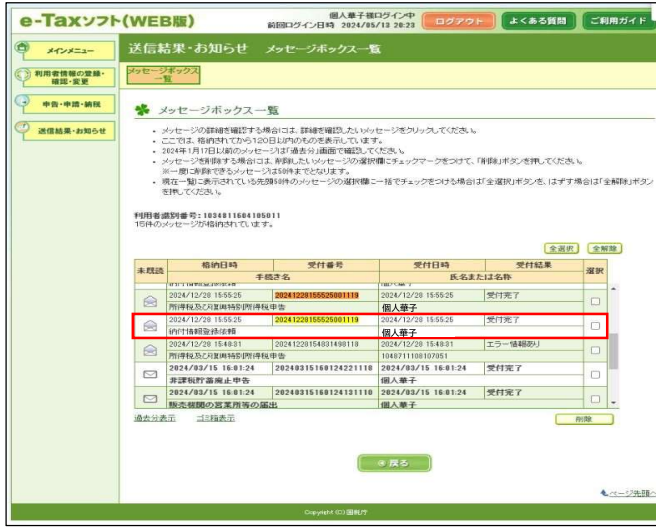 e-Taxソフト(WEB版)
個人華子様ログイン中
前回ログイン日時 2024/05/13 20:23
ログアウト
よくある質問
ご利用ガイド
メインメニュー
利用者情報の登録・
確認・変更
申告・申請・納税
送信結果・お知らせ
送信結果・お知らせ メッセージボックス一覧
メッセージボックス
一覧
メッセージボックス一覧
・ メッセージの詳細を確認する場合には、詳細を確認したいメッセージをクリックしてください。
・ ここでは、格納されてから120日以内のものを表示しています。
・ 2024年1月17日以前のメッセージは「過去分」画面で確認してください。
・ メッセージを削除する場合には、削除したいメッセージの選択欄にチェックマークをつけて、「削除」ボタンを押してください。
※一度に削除できるメッセージは50件までとなります。
・ 現在一覧に表示されている先頭50件のメッセージの選択欄に一括でチェックをつける場合は「全選択」ボタンを、はずす場合は「全解除」ボタン
を押してください。
利用者識別番号:1034811604105011
15件のメッセージが格納されています。
全選択 全解除
未既読 格納日時 受付番号 受付日時 受付結果 選択
手続き名 氏名または名称
2024/12/28 15:55:25 20241228155525001119 2024/12/28 15:55:25 受付完了
所得税及び復興特別所得税申告 個人華子
2024/12/28 15:55:25 20241228155525001119 2024/12/28 15:55:25 受付完了
納付情報登録依頼 個人華子
2024/12/28 15:48:31 20241228154831490110 2024/12/28 15:48:31 エラー情報あり
所得税及び復興特別所得税申告 1048711108107051
2024/03/15 16:01:24 20240315160124221110 2024/03/15 16:01:24 受付完了
非課税貯蓄廃止申告 個人華子
2024/03/15 16:01:24 20240315160124131110 2024/03/15 16:01:24 受付完了
販売機関の営業所等の届出 個人華子
過去分表示 ゴミ箱表示
削除
戻る
ページ先頭へ
Copyright (C) 国税庁